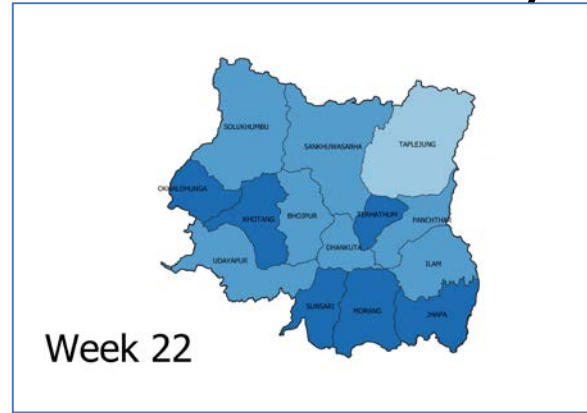 SOLUKHUMBU
SANKHUWASABHA
TAPLEJUNG
OKHALDHUNGA
KHOTANG
BHOJPUR
TERHATHUM
PANCHTHAR
DHANKUTA
UDAYAPUR
ILAM
SUNSARI
MORANG
JHAPA
Week 22